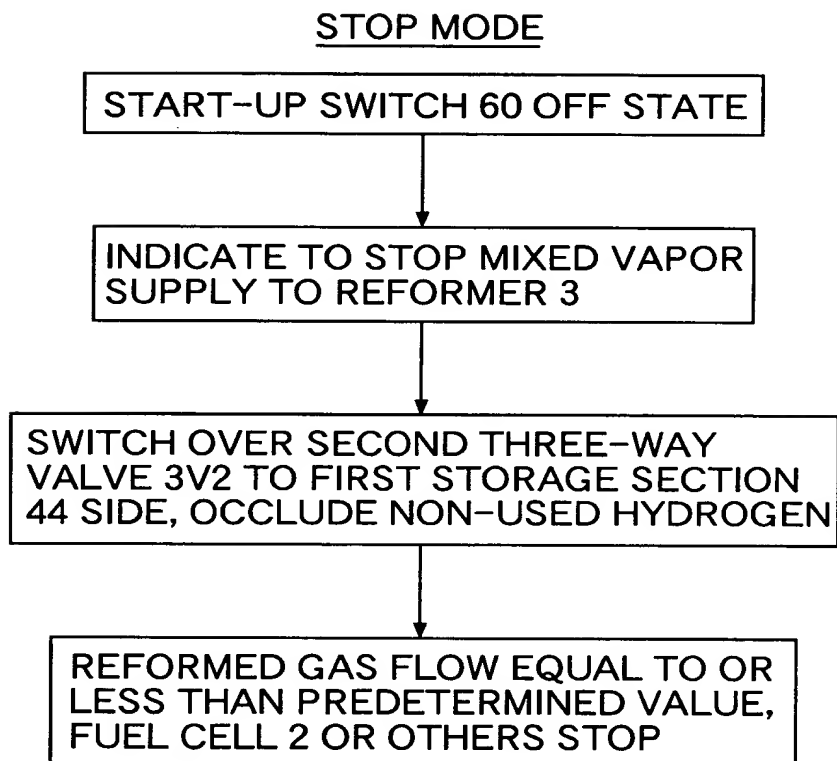 STOP MODE
START-UP SWITCH 60 OFF STATE
INDICATE TO STOP MIXED VAPOR
SUPPLY TO REFORMER 3
SWITCH OVER SECOND THREE-WAY
VALVE 3V2 TO FIRST STORAGE SECTION
44 SIDE, OCCLUDE NON-USED HYDROGEN
REFORMED GAS FLOW EQUAL TO OR
LESS THAN PREDETERMINED VALUE,
FUEL CELL 2 OR OTHERS STOP